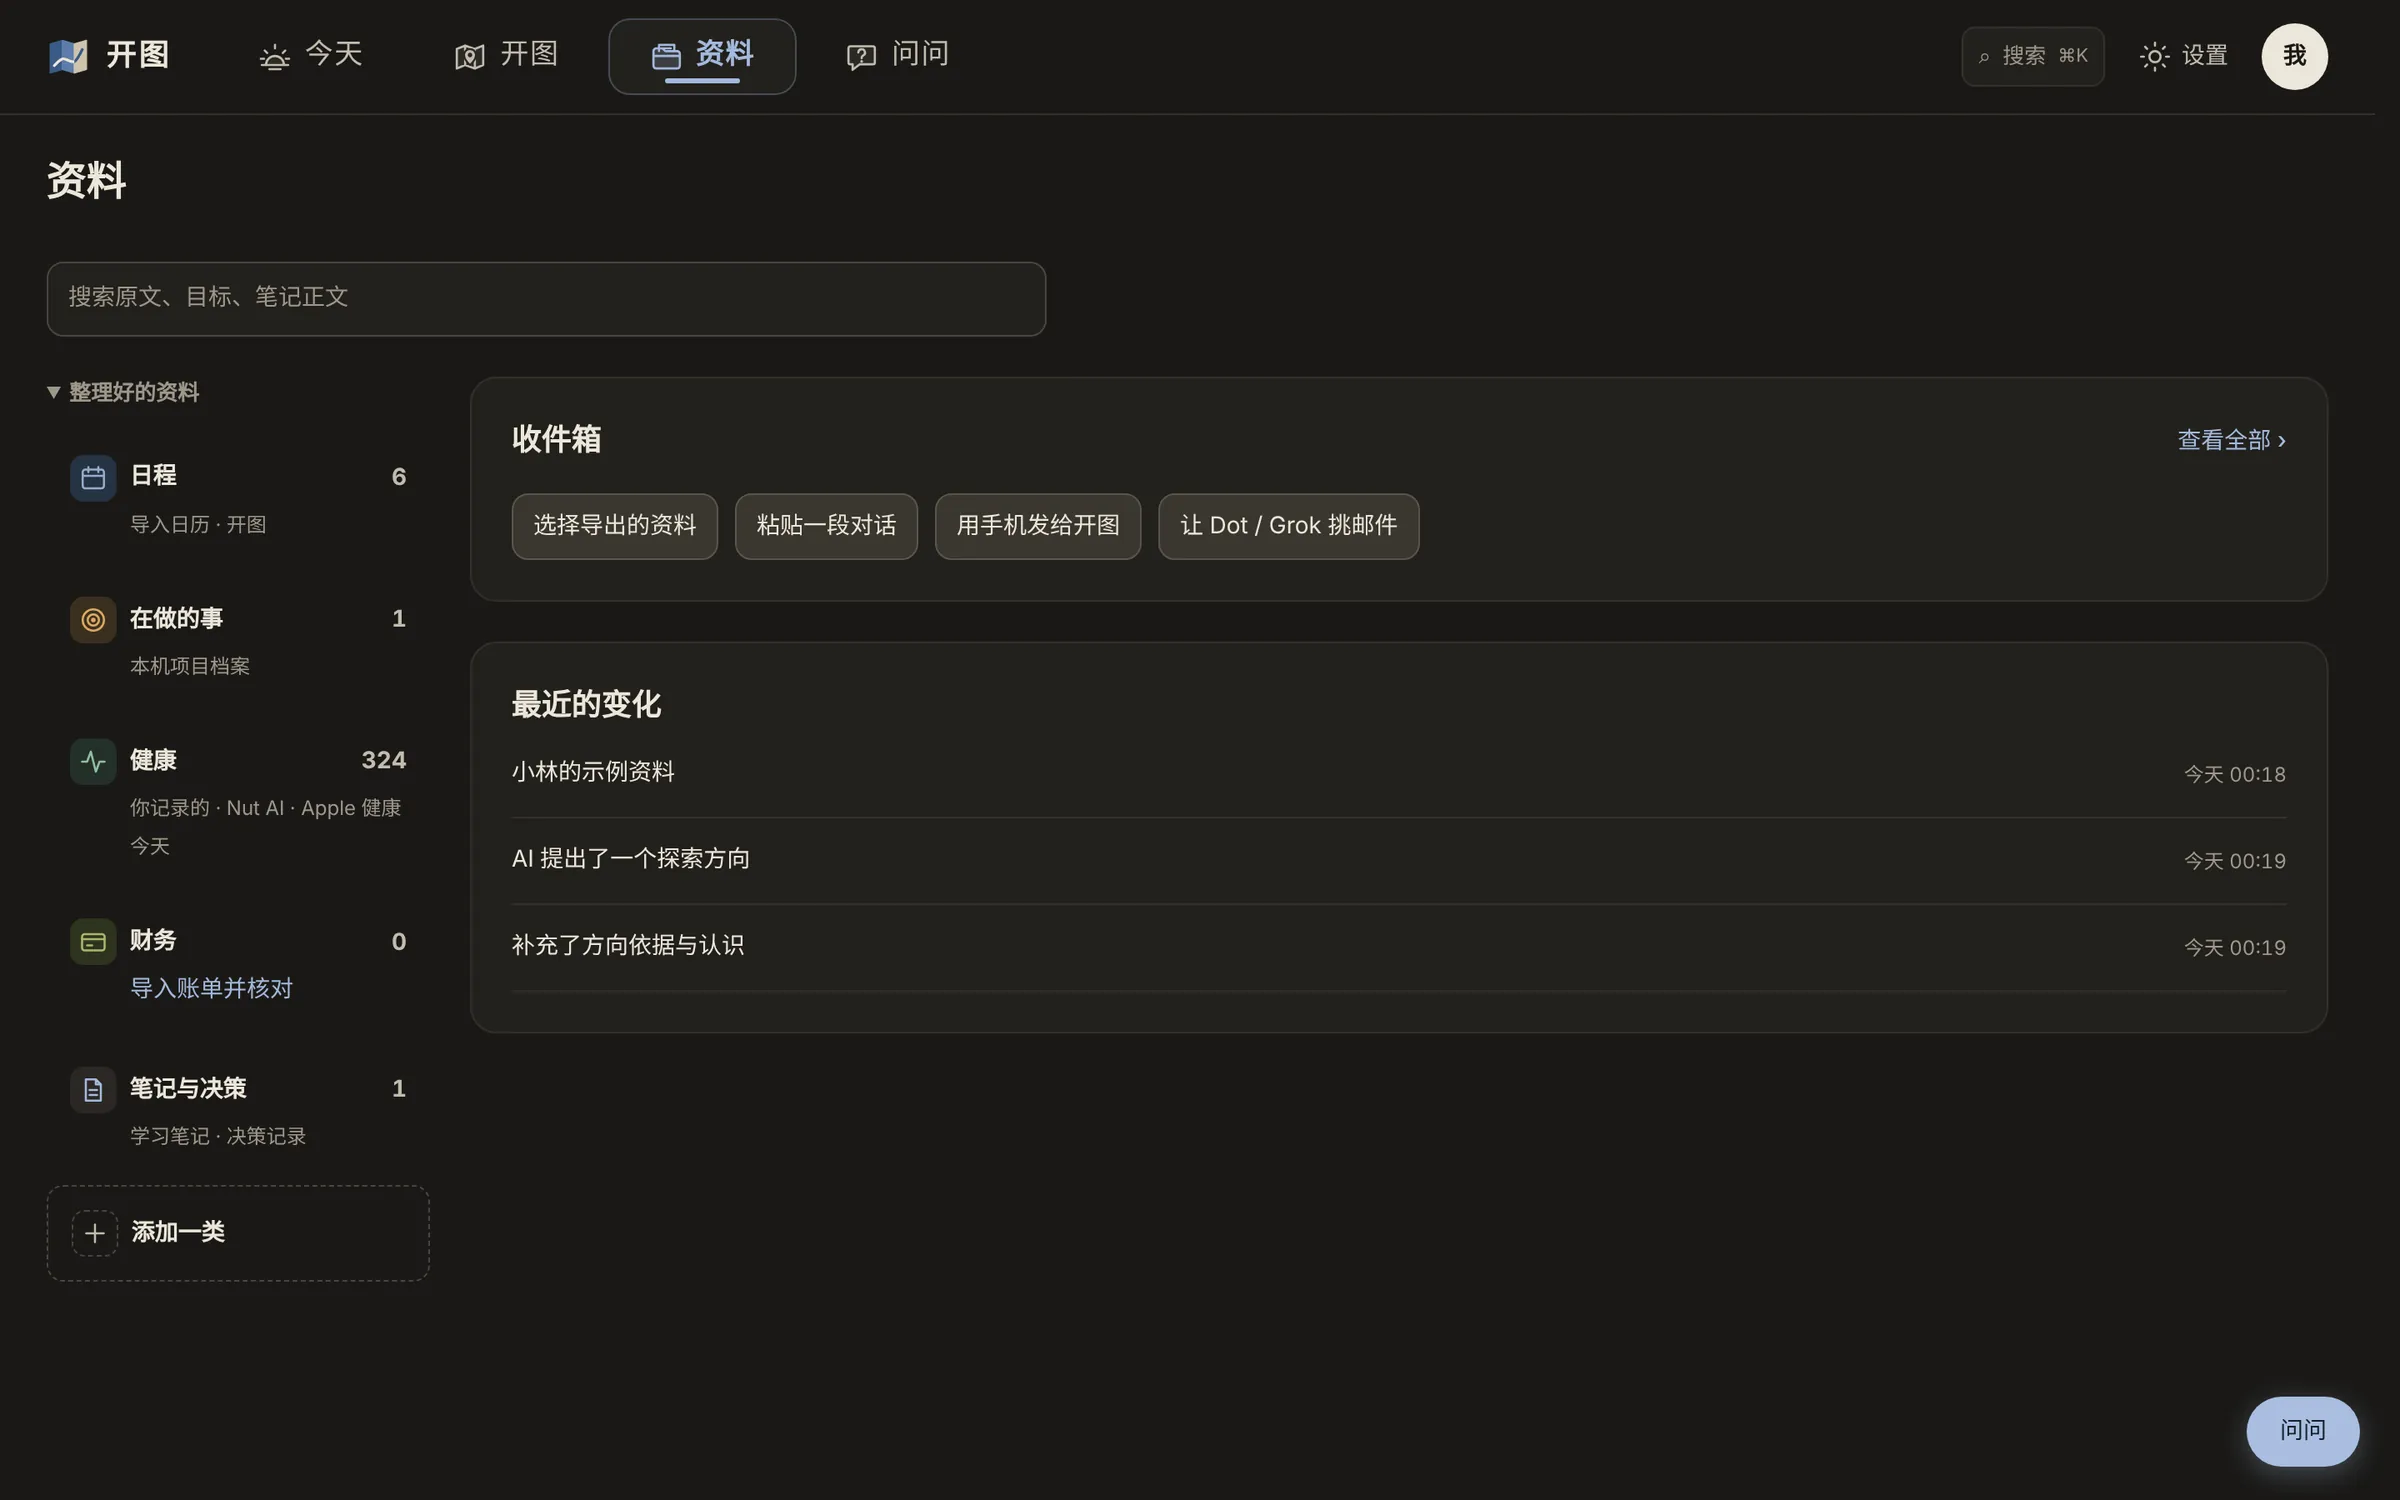 开图
今天
开图
资料
问问
搜索 ⌘K
设置
我
资料
搜索原文、目标、笔记正文
▼ 整理好的资料
日程 6
导入日历 · 开图
在做的事 1
本机项目档案
健康 324
你记录的 · Nut AI · Apple 健康
今天
财务 0
导入账单并核对
笔记与决策 1
学习笔记 · 决策记录
添加一类
收件箱
查看全部 ›
选择导出的资料
粘贴一段对话
用手机发给开图
让 Dot / Grok 挑邮件
最近的变化
小林的示例资料 今天 00:18
AI 提出了一个探索方向 今天 00:19
补充了方向依据与认识 今天 00:19
问问